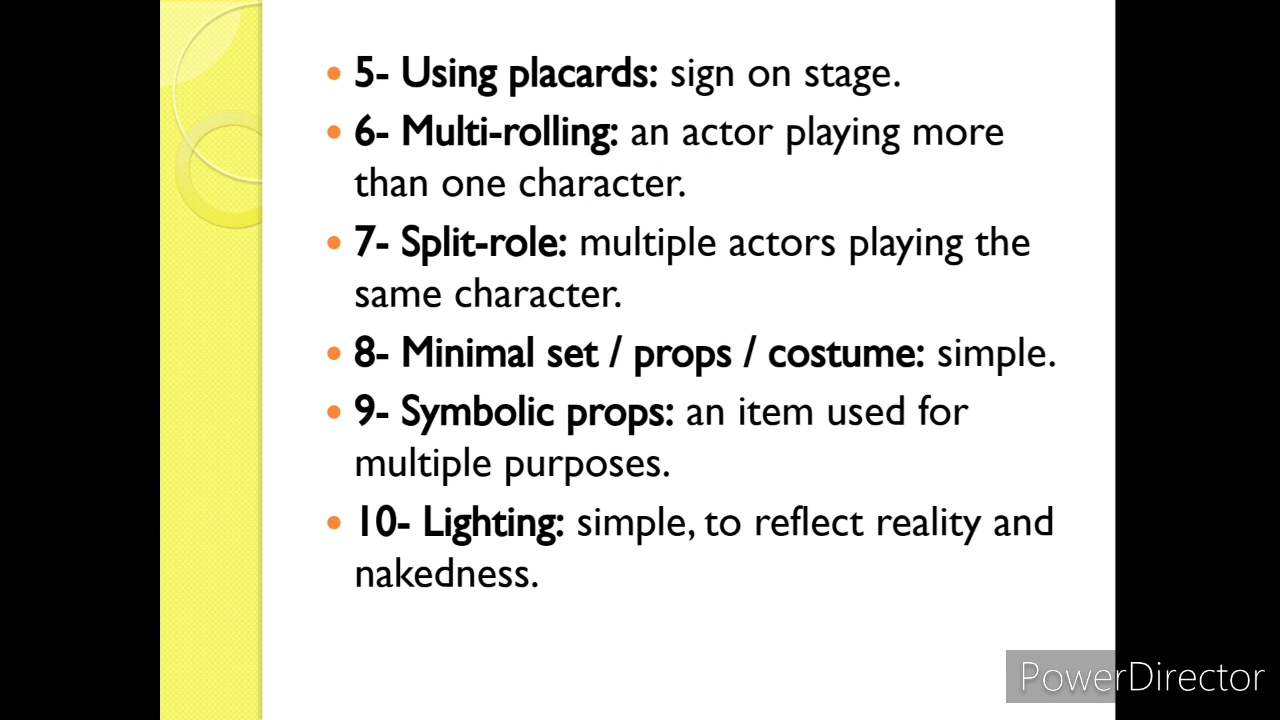 5- Using placards: sign on stage.
6- Multi-rolling: an actor playing more
than one character.
7- Split-role: multiple actors playing the
same character.
8- Minimal set / props / costume: simple.
9- Symbolic props: an item used for
multiple purposes.
10- Lighting: simple, to reflect reality and
nakedness.
PowerDirector